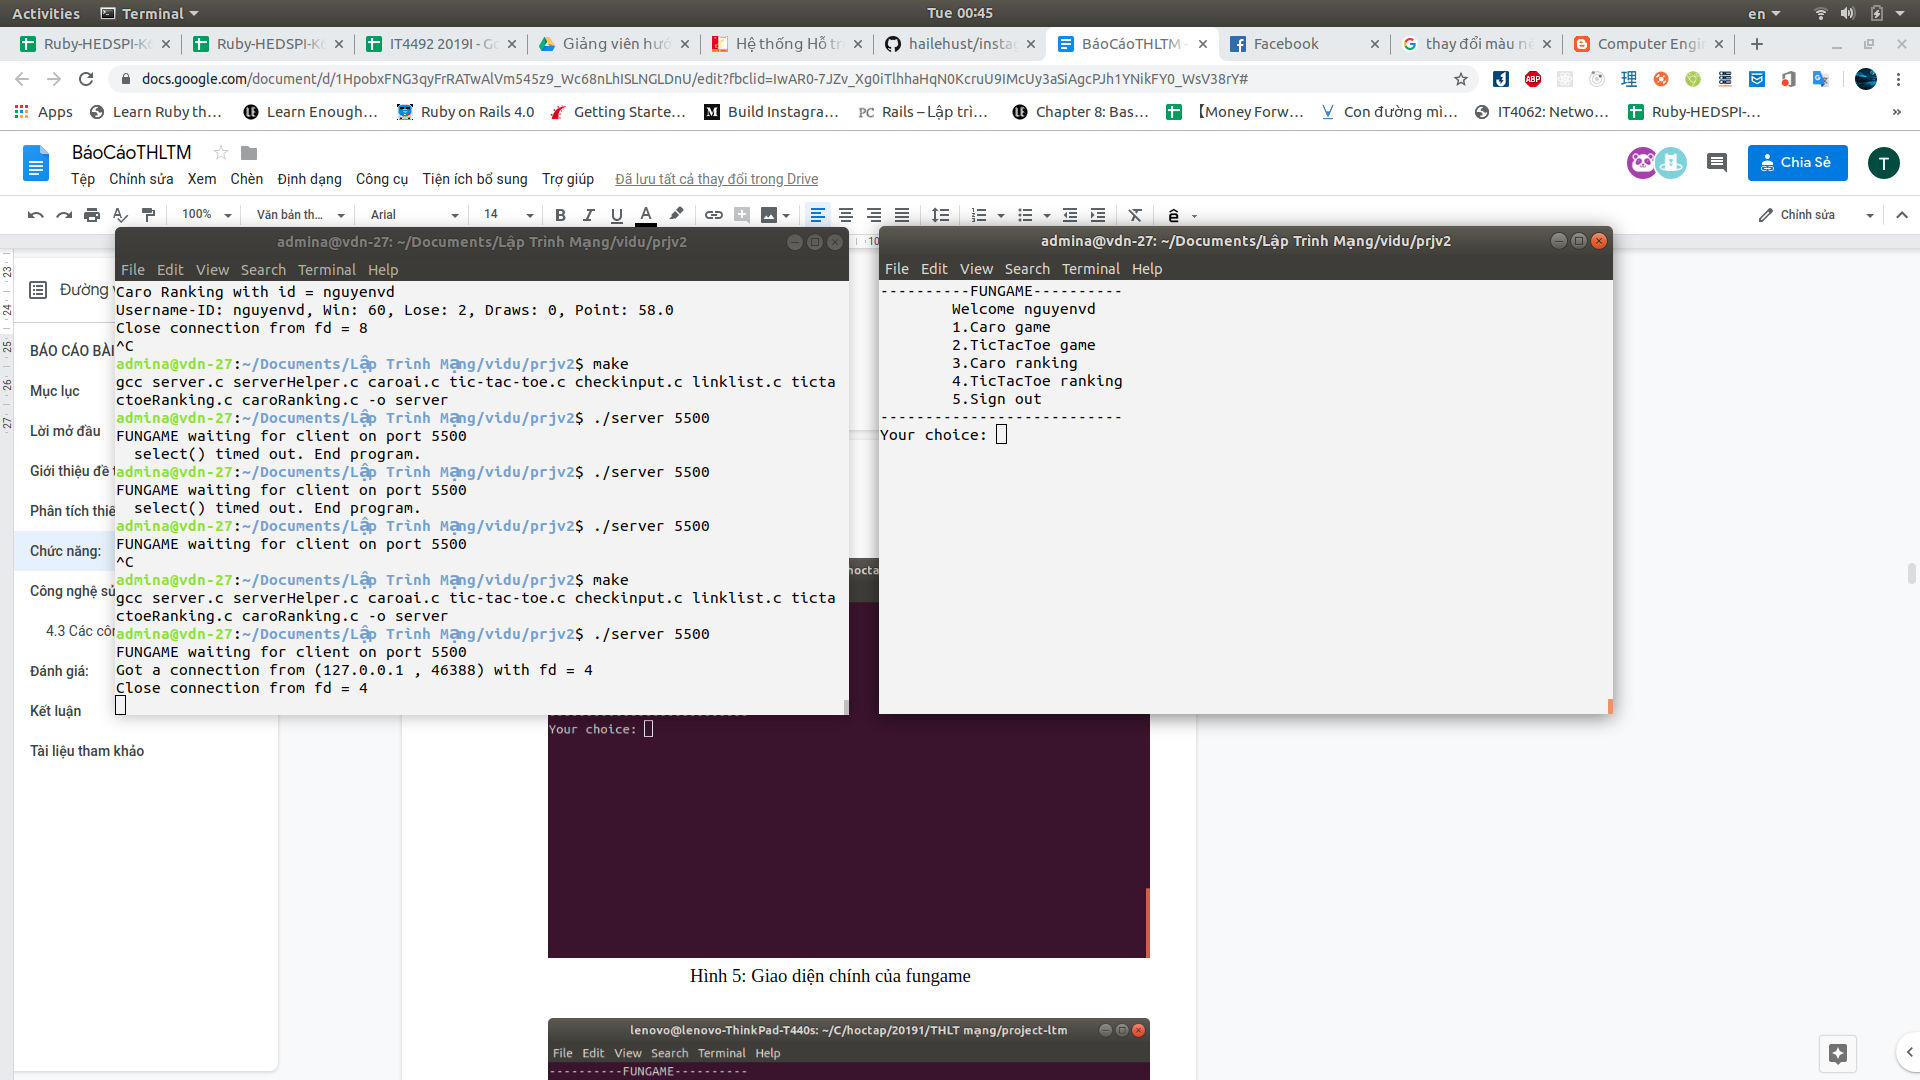 Activities
Terminal
Tue 00:45
en
Ruby-HEDSPI-K6
Ruby-HEDSPI-K6
IT4492 2019I - Go
Giảng viên hướ
Hệ thống Hỗ tr
hailehust/insta
BáoCáoTHLTM -
Facebook
thay đổi màu nề
Computer Engi
docs.google.com/document/d/1HpobxFNG3qyFrRATwAlVm545z9_Wc68nLhISLNGLDnU/edit?fbclid=IwAR0-7JZv_Xg0iTlhhaHqN0KcruU9IMcUy3aSiAgcPJh1YNikFY0_WsV38rY#
Apps
Learn Ruby th...
Learn Enough...
Ruby on Rails 4.0
Getting Starte...
Build Instagra...
Rails – Lập trì...
Chapter 8: Bas...
【Money Forw...
Con đường mì...
IT4062: Netwo...
Ruby-HEDSPI-...
»
BáoCáoTHLTM
Tệp Chỉnh sửa Xem Chèn Định dạng Công cụ Tiện ích bổ sung Trợ giúp Đã lưu tất cả thay đổi trong Drive
Chia Sẻ
T
100% Văn bản th... Arial 14 B I U A ê Chỉnh sửa
23
24
25
26
27
10
Đường
BÁO CÁO BÀI
Mục lục
Lời mở đầu
Giới thiệu đề t
Phân tích thiế
Chức năng:
Công nghệ sử
4.3 Các côn
Đánh giá:
Kết luận
Tài liệu tham khảo
admina@vdn-27: ~/Documents/Lập Trình Mạng/vidu/prjv2
File Edit View Search Terminal Help
Caro Ranking with id = nguyenvd
Username-ID: nguyenvd, Win: 60, Lose: 2, Draws: 0, Point: 58.0
Close connection from fd = 8
^C
admina@vdn-27:~/Documents/Lập Trình Mạng/vidu/prjv2$ make
gcc server.c serverHelper.c caroai.c tic-tac-toe.c checkinput.c linklist.c ticta
ctoeRanking.c caroRanking.c -o server
admina@vdn-27:~/Documents/Lập Trình Mạng/vidu/prjv2$ ./server 5500
FUNGAME waiting for client on port 5500
select() timed out. End program.
admina@vdn-27:~/Documents/Lập Trình Mạng/vidu/prjv2$ ./server 5500
FUNGAME waiting for client on port 5500
select() timed out. End program.
admina@vdn-27:~/Documents/Lập Trình Mạng/vidu/prjv2$ ./server 5500
FUNGAME waiting for client on port 5500
^C
admina@vdn-27:~/Documents/Lập Trình Mạng/vidu/prjv2$ make
gcc server.c serverHelper.c caroai.c tic-tac-toe.c checkinput.c linklist.c ticta
ctoeRanking.c caroRanking.c -o server
admina@vdn-27:~/Documents/Lập Trình Mạng/vidu/prjv2$ ./server 5500
FUNGAME waiting for client on port 5500
Got a connection from (127.0.0.1 , 46388) with fd = 4
Close connection from fd = 4
admina@vdn-27: ~/Documents/Lập Trình Mạng/vidu/prjv2
File Edit View Search Terminal Help
----------FUNGAME----------
Welcome nguyenvd
1.Caro game
2.TicTacToe game
3.Caro ranking
4.TicTacToe ranking
5.Sign out
---------------------------
Your choice:
hocta
Your choice:
Hình 5: Giao diện chính của fungame
lenovo@lenovo-ThinkPad-T440s: ~/C/hoctap/20191/THLT mạng/project-ltm
File Edit View Search Terminal Help
----------FUNGAME----------